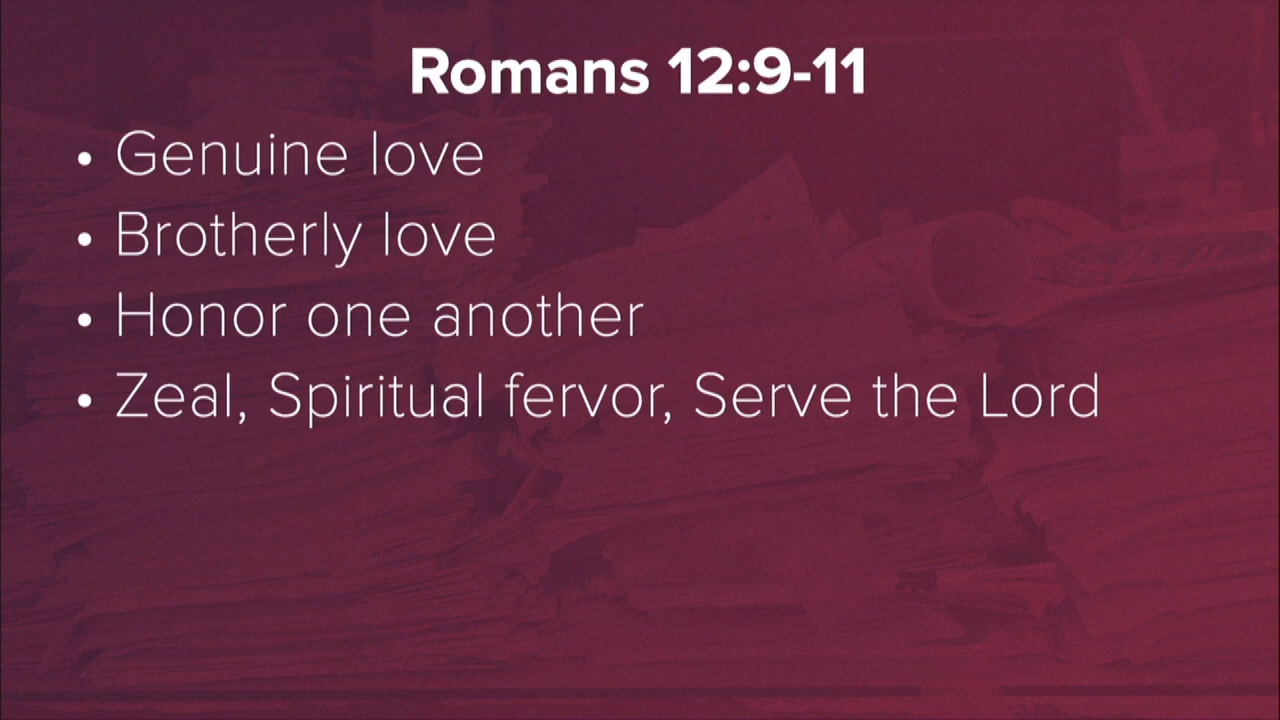 Romans 12:9-11
• Genuine love
• Brotherly love
• Honor one another
• Zeal, Spiritual fervor, Serve the Lord